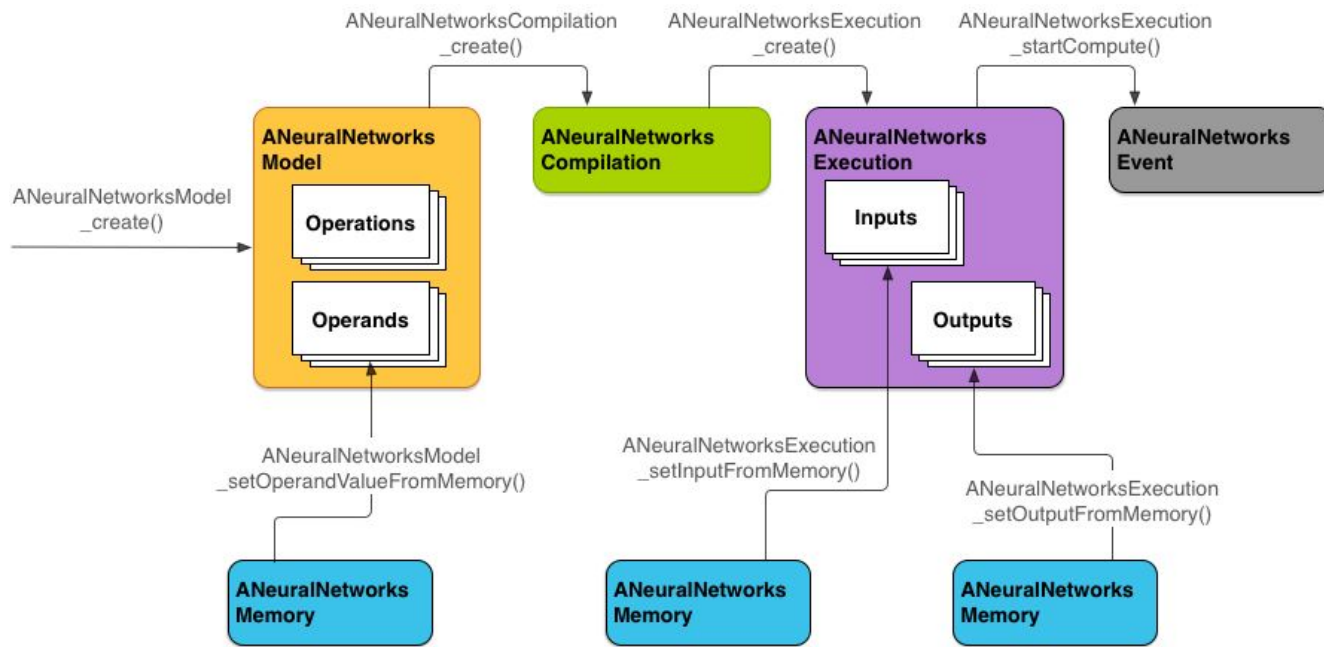 ANeuralNetworksCompilation
_create()
ANeuralNetworksExecution
_create()
ANeuralNetworksExecution
_startCompute()
ANeuralNetworks
Model
ANeuralNetworks
Compilation
ANeuralNetworks
Execution
ANeuralNetworks
Event
ANeuralNetworksModel
_create()
Operations
Inputs
Operands
Outputs
ANeuralNetworksModel
_setOperandValueFromMemory()
ANeuralNetworksExecution
_setInputFromMemory()
ANeuralNetworksExecution
_setOutputFromMemory()
ANeuralNetworks
Memory
ANeuralNetworks
Memory
ANeuralNetworks
Memory